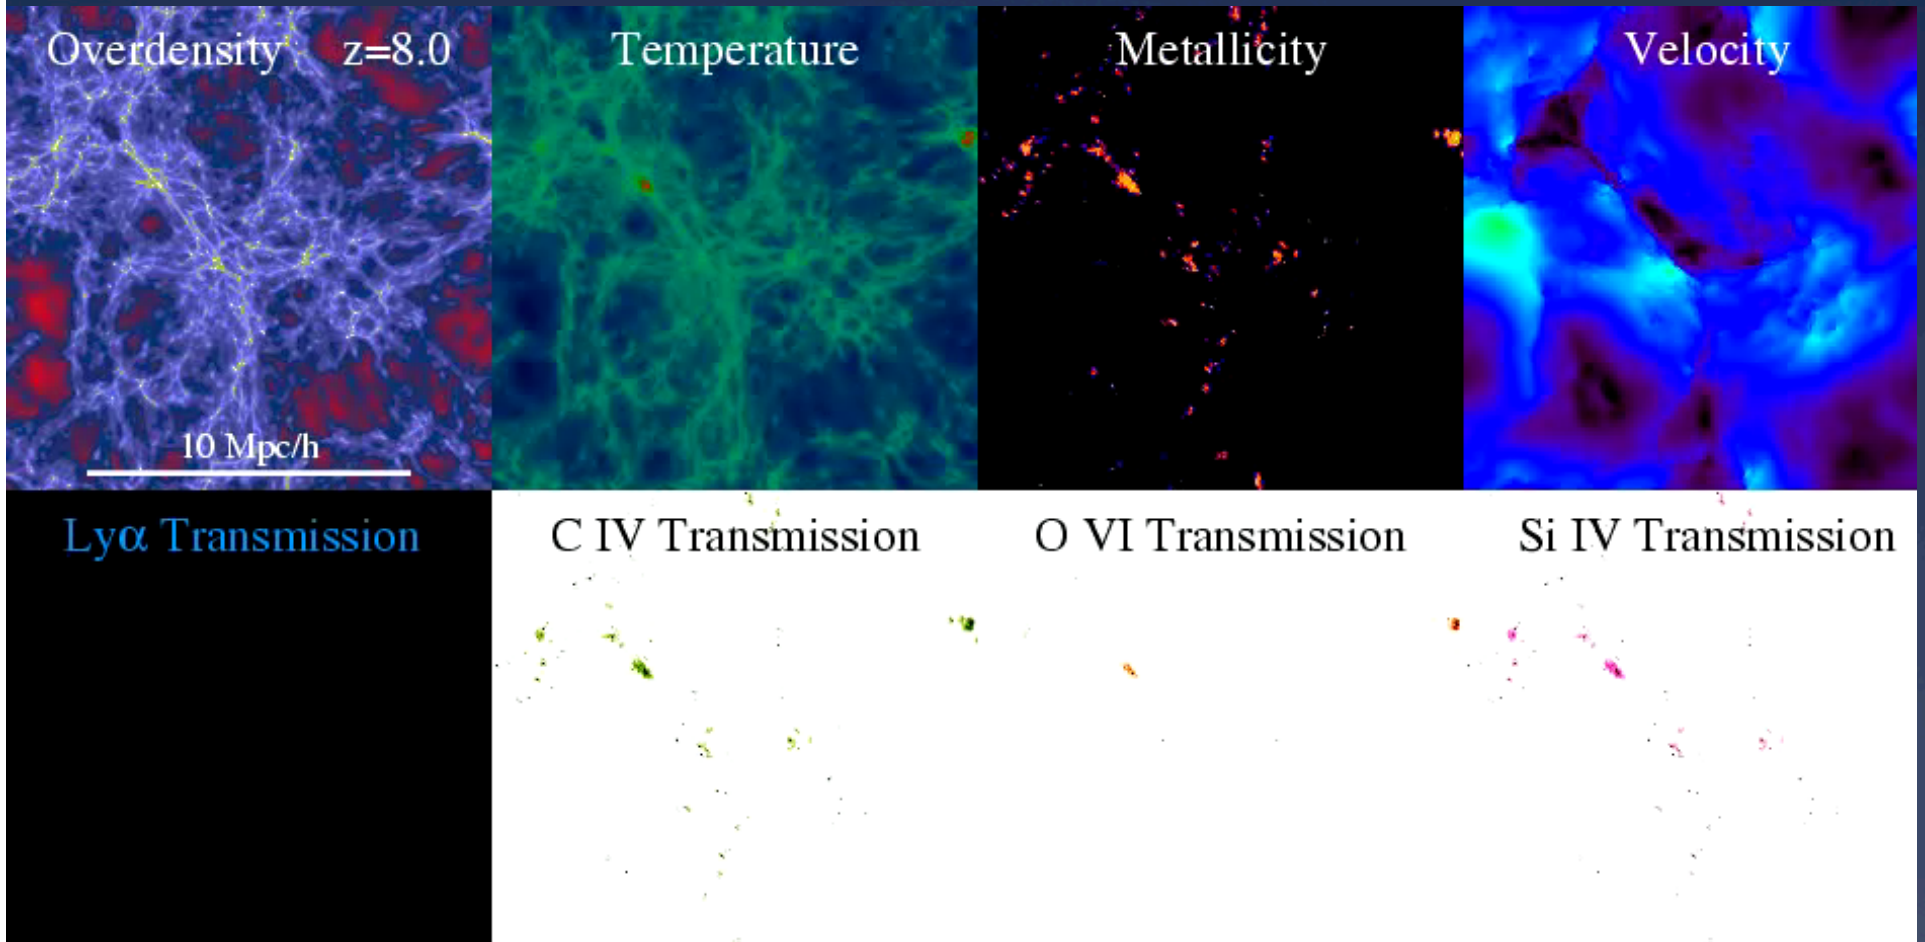 Overdensity z=8.0
Temperature
Metallicity
Velocity
10 Mpc/h
Lyα Transmission
C IV Transmission
O VI Transmission
Si IV Transmission